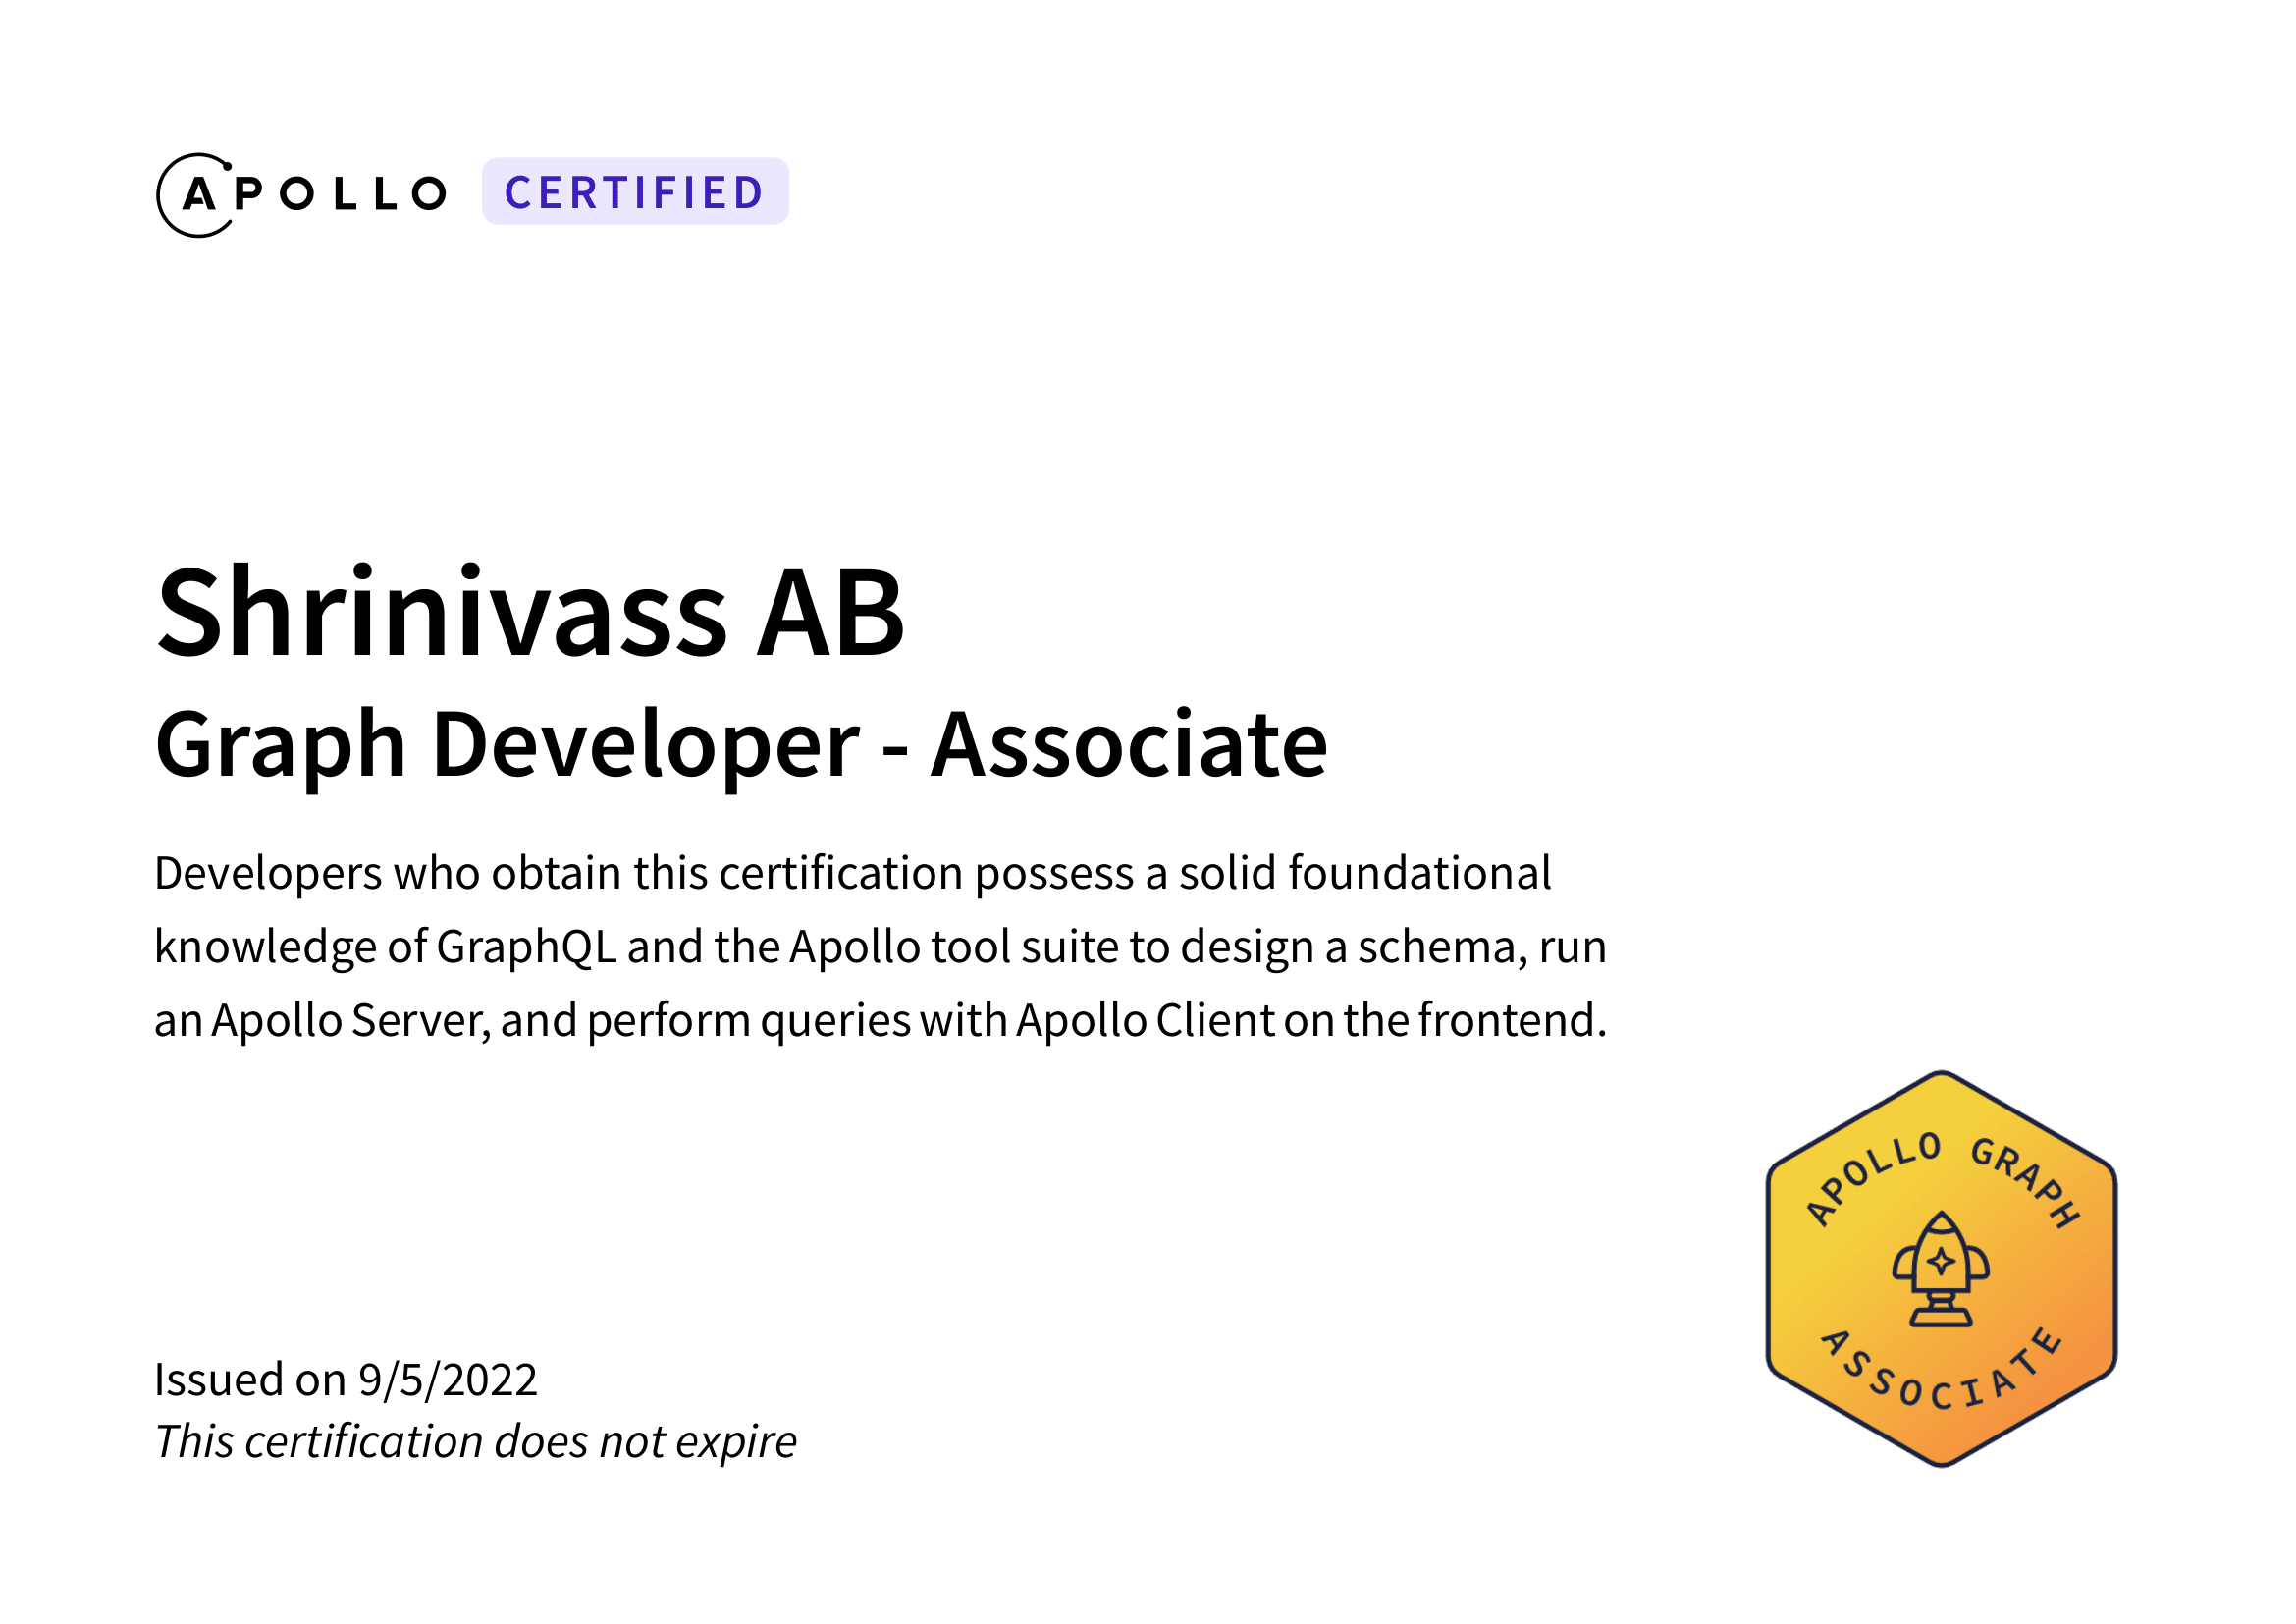 APOLLO CERTIFIED
Shrinivass AB
Graph Developer - Associate
Developers who obtain this certification possess a solid foundational
knowledge of GraphQL and the Apollo tool suite to design a schema, run
an Apollo Server, and perform queries with Apollo Client on the frontend.
APOLLO GRAPH
ASSOCIATE
Issued on 9/5/2022
This certification does not expire